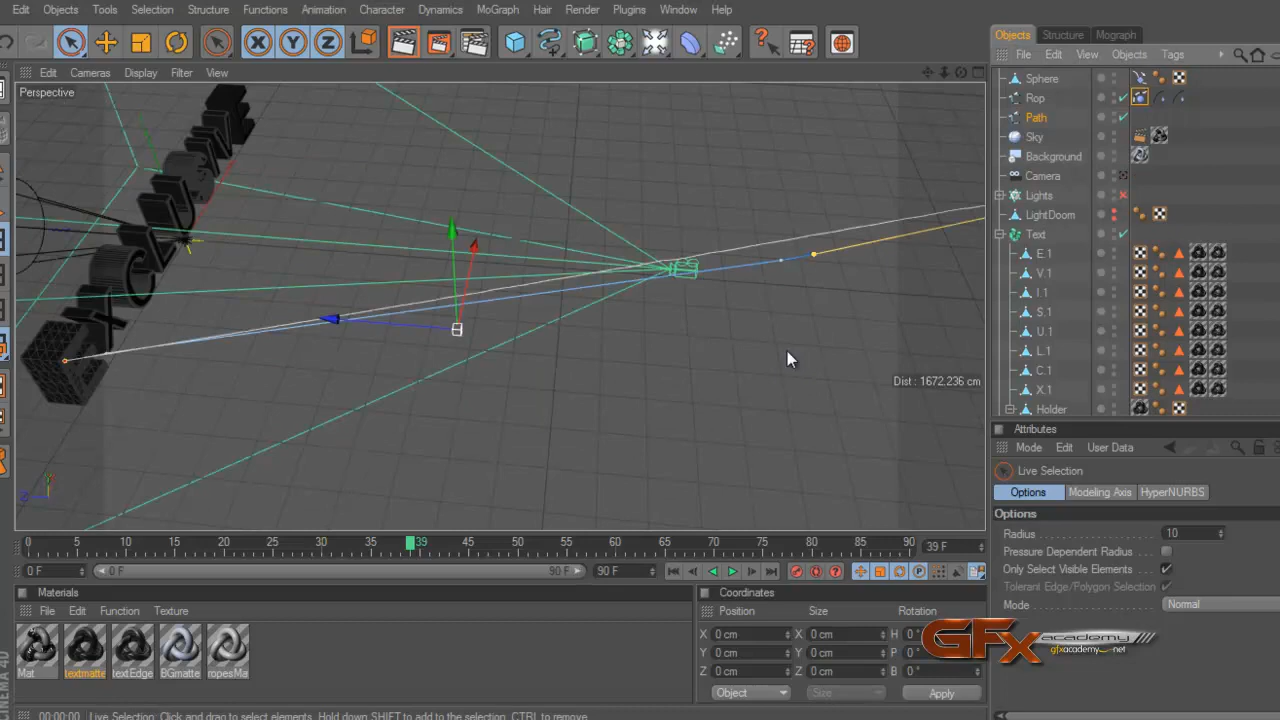 Edit Objects Tools Selection Structure Functions Animation Character Dynamics MoGraph Hair Render Plugins Window Help
X Y Z
Edit Cameras Display Filter View
Perspective
Dist : 1672.236 cm
0 5 10 15 20 25 30 35 39 45 50 55 60 65 70 75 80 85 90 39 F
0 F 0 F 90 F 90 F
Materials
File Edit Function Texture
Mat textmatte textEdge BGmatte ropesMa
Coordinates
Position Size Rotation
X 0 cm X 0 cm H 0 °
Y 0 cm Y 0 cm P 0 °
Z 0 cm Z 0 cm B 0 °
Object Size Apply
00:00:00 Live Selection: Click and drag to select elements. Hold down SHIFT to add to the selection, CTRL to remove.
CINEMA 4D
Objects Structure Mograph
File Edit View Objects Tags
Sphere
Rop
Path
Sky
Background
Camera
Lights
LightDoom
Text
E.1
V.1
I.1
S.1
U.1
L.1
C.1
X.1
Holder
Attributes
Mode Edit User Data
Live Selection
Options Modeling Axis HyperNURBS
Options
Radius 10
Pressure Dependent Radius
Only Select Visible Elements
Tolerant Edge/Polygon Selection
Mode Normal
GFx academy
gfxacademy.net